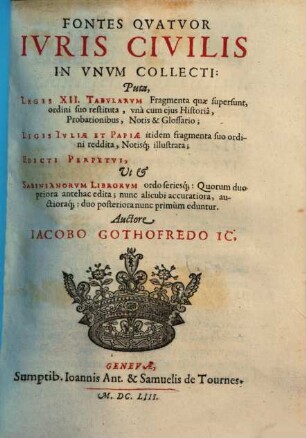 FONTES QVATVOR
IVRIS CIVILIS
IN VNVM COLLECTI:
Puta,
LEGIS XII. TABVLARVM Fragmenta quæ supersunt,
ordini suo restituta, vnà cum ejus Historiâ,
Probationibus, Notis & Glossario;
LEGIS IVLIÆ ET PAPIÆ itidem fragmenta suo ordi-
ni reddita, Notisq; illustrata;
EDICTI PERPETVI,
Vt &
SABINIANORVM LIBRORVM ordo seriesq; : Quorum duo
priora antehac edita; nunc alicubi accuratiora, au-
ctioraq; : duo posteriora nunc primùm eduntur.
Auctore
IACOBO GOTHOFREDO IC.
GENEVÆ,
Sumptib. Ioannis Ant. & Samuelis de Tournes.
M. DC. LIII.